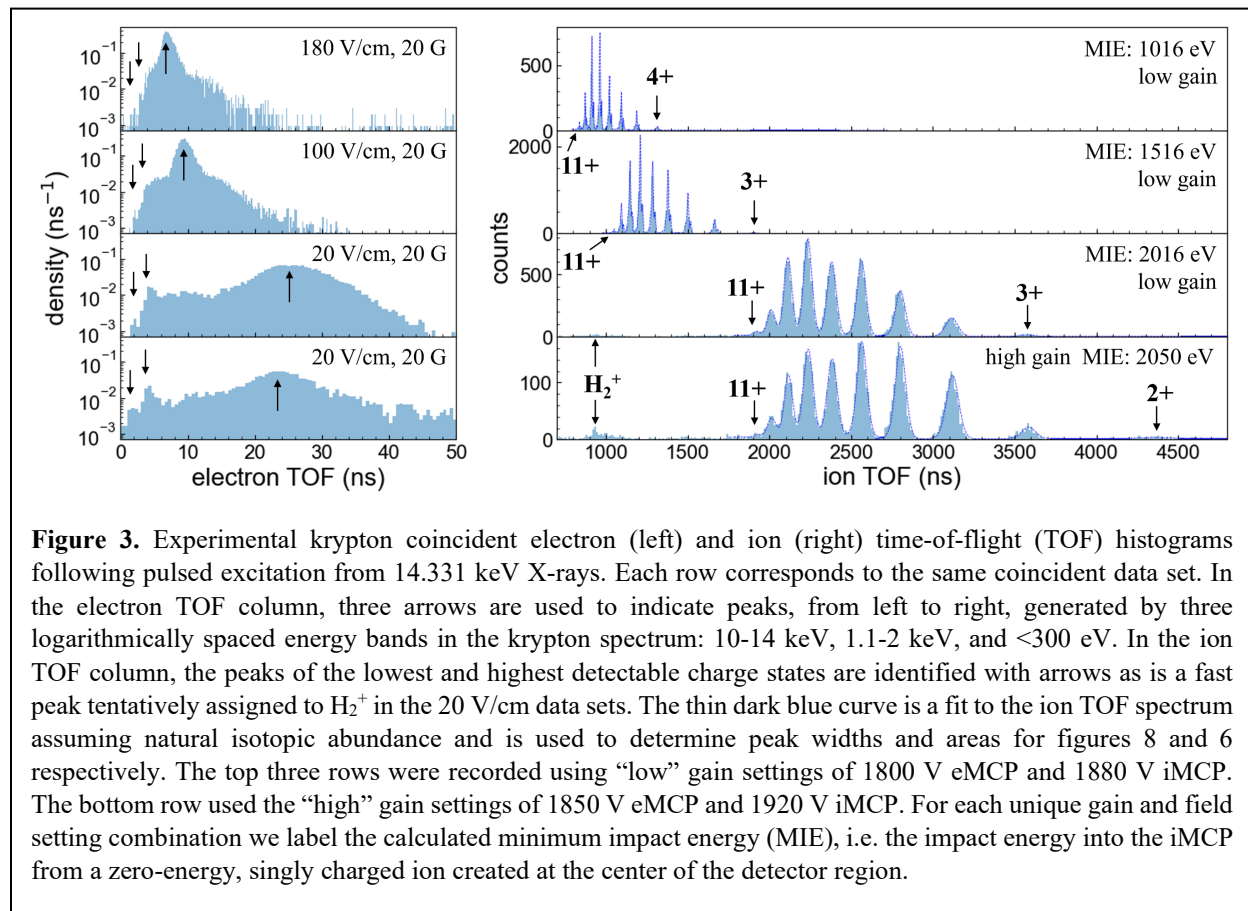 180 V/cm, 20 G
100 V/cm, 20 G
20 V/cm, 20 G
20 V/cm, 20 G
density (ns⁻¹)
10⁻¹
10⁻²
10⁻³
10⁻¹
10⁻²
10⁻³
10⁻¹
10⁻²
10⁻³
10⁻¹
10⁻²
10⁻³
0 10 20 30 40 50
electron TOF (ns)
MIE: 1016 eV
low gain
4+
11+
500
0
MIE: 1516 eV
low gain
3+
11+
2000
0
MIE: 2016 eV
low gain
11+
3+
500
0
high gain MIE: 2050 eV
H₂⁺
11+
2+
100
0
counts
1000 1500 2000 2500 3000 3500 4000 4500
ion TOF (ns)
Figure 3. Experimental krypton coincident electron (left) and ion (right) time-of-flight (TOF) histograms
following pulsed excitation from 14.331 keV X-rays. Each row corresponds to the same coincident data set. In
the electron TOF column, three arrows are used to indicate peaks, from left to right, generated by three
logarithmically spaced energy bands in the krypton spectrum: 10-14 keV, 1.1-2 keV, and <300 eV. In the ion
TOF column, the peaks of the lowest and highest detectable charge states are identified with arrows as is a fast
peak tentatively assigned to H₂⁺ in the 20 V/cm data sets. The thin dark blue curve is a fit to the ion TOF spectrum
assuming natural isotopic abundance and is used to determine peak widths and areas for figures 8 and 6
respectively. The top three rows were recorded using “low” gain settings of 1800 V eMCP and 1880 V iMCP.
The bottom row used the “high” gain settings of 1850 V eMCP and 1920 V iMCP. For each unique gain and field
setting combination we label the calculated minimum impact energy (MIE), i.e. the impact energy into the iMCP
from a zero-energy, singly charged ion created at the center of the detector region.